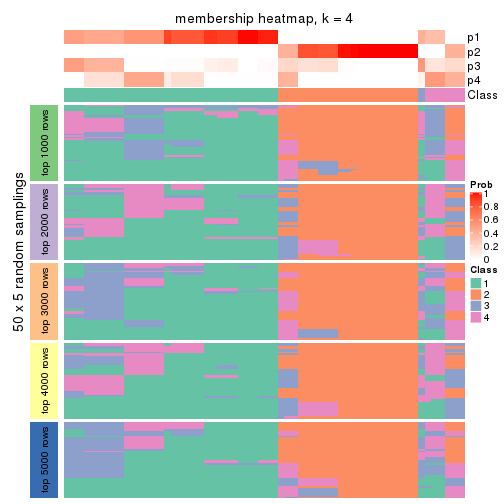 membership heatmap, k = 4
p1
p2
p3
p4
Class
50 x 5 random samplings
top 1000 rows
top 2000 rows
top 3000 rows
top 4000 rows
top 5000 rows
Prob
1
0.8
0.6
0.4
0.2
0
Class
1
2
3
4